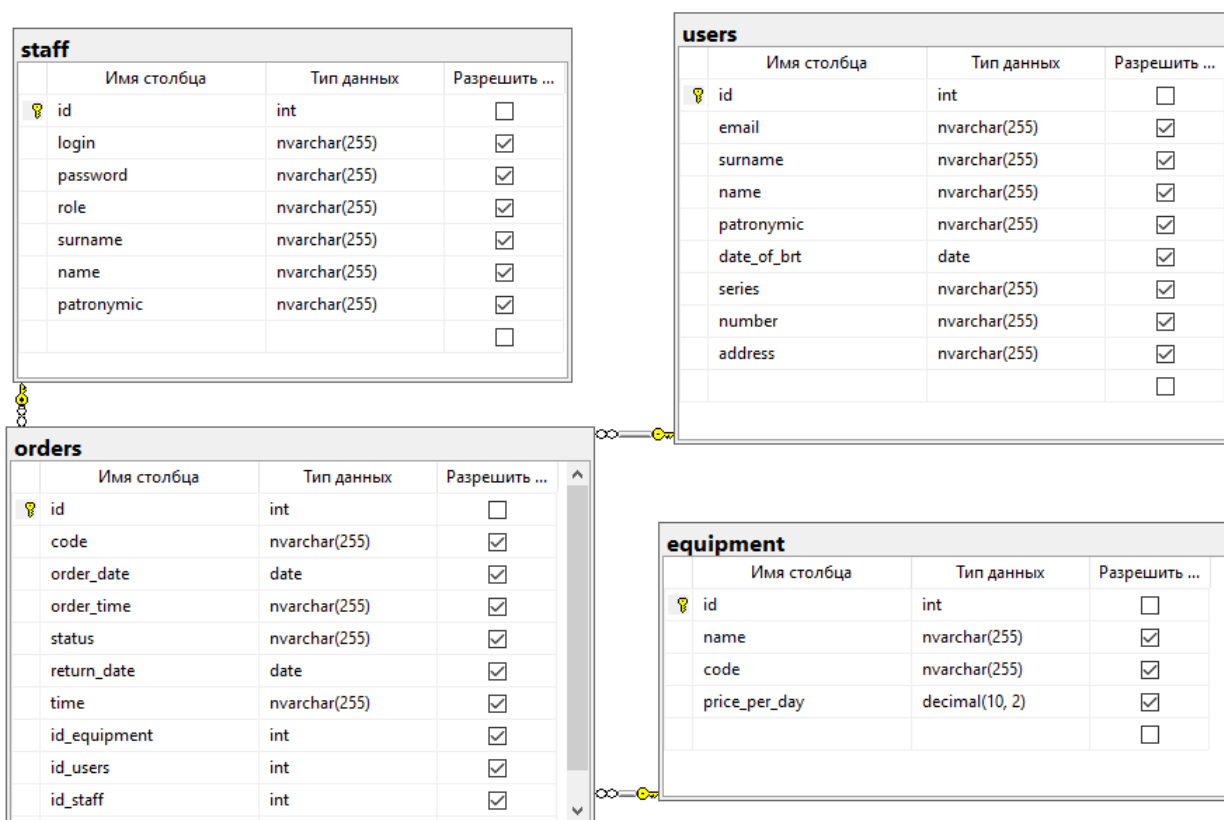 staff
Имя столбца Тип данных Разрешить ...
id int
login nvarchar(255)
password nvarchar(255)
role nvarchar(255)
surname nvarchar(255)
name nvarchar(255)
patronymic nvarchar(255)
users
Имя столбца Тип данных Разрешить ...
id int
email nvarchar(255)
surname nvarchar(255)
name nvarchar(255)
patronymic nvarchar(255)
date_of_brt date
series nvarchar(255)
number nvarchar(255)
address nvarchar(255)
orders
Имя столбца Тип данных Разрешить ...
id int
code nvarchar(255)
order_date date
order_time nvarchar(255)
status nvarchar(255)
return_date date
time nvarchar(255)
id_equipment int
id_users int
id_staff int
equipment
Имя столбца Тип данных Разрешить ...
id int
name nvarchar(255)
code nvarchar(255)
price_per_day decimal(10, 2)